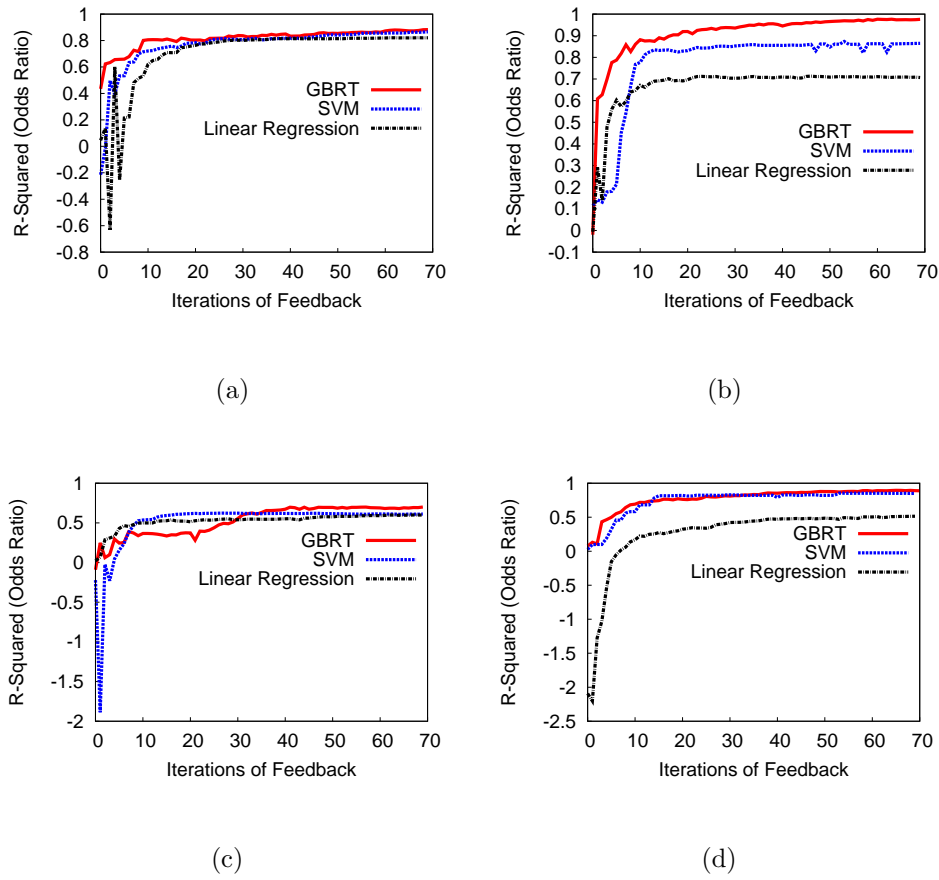 R-Squared (Odds Ratio)
1
0.8
0.6
0.4
0.2
0
-0.2
-0.4
-0.6
-0.8
GBRT
SVM
Linear Regression
0 10 20 30 40 50 60 70
Iterations of Feedback
(a)
R-Squared (Odds Ratio)
1
0.9
0.8
0.7
0.6
0.5
0.4
0.3
0.2
0.1
0
-0.1
GBRT
SVM
Linear Regression
0 10 20 30 40 50 60 70
Iterations of Feedback
(b)
R-Squared (Odds Ratio)
1
0.5
0
-0.5
-1
-1.5
-2
GBRT
SVM
Linear Regression
0 10 20 30 40 50 60 70
Iterations of Feedback
(c)
R-Squared (Odds Ratio)
1
0.5
0
-0.5
-1
-1.5
-2
-2.5
GBRT
SVM
Linear Regression
0 10 20 30 40 50 60 70
Iterations of Feedback
(d)